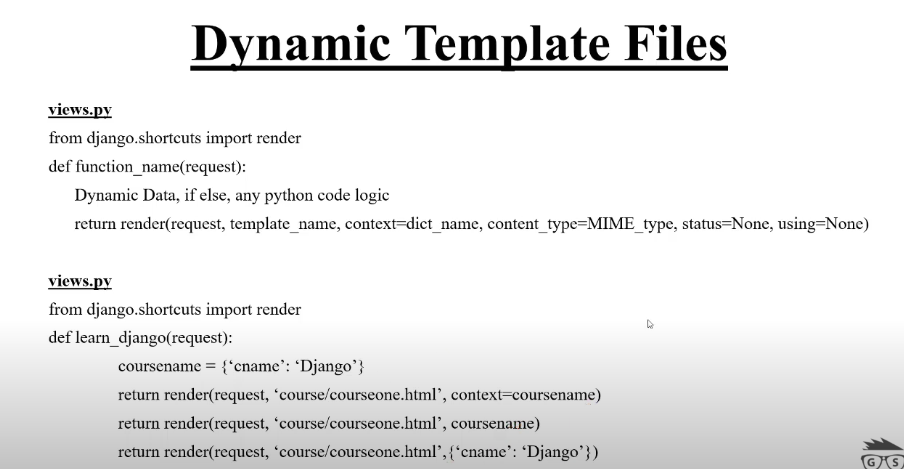 Dynamic Template Files
views.py
from django.shortcuts import render
def function_name(request):
Dynamic Data, if else, any python code logic
return render(request, template_name, context=dict_name, content_type=MIME_type, status=None, using=None)
views.py
from django.shortcuts import render
def learn_django(request):
coursename = {‘cname’: ‘Django’}
return render(request, ‘course/courseone.html’, context=coursename)
return render(request, ‘course/courseone.html’, coursename)
return render(request, ‘course/courseone.html’,{‘cname’: ‘Django’})
G S